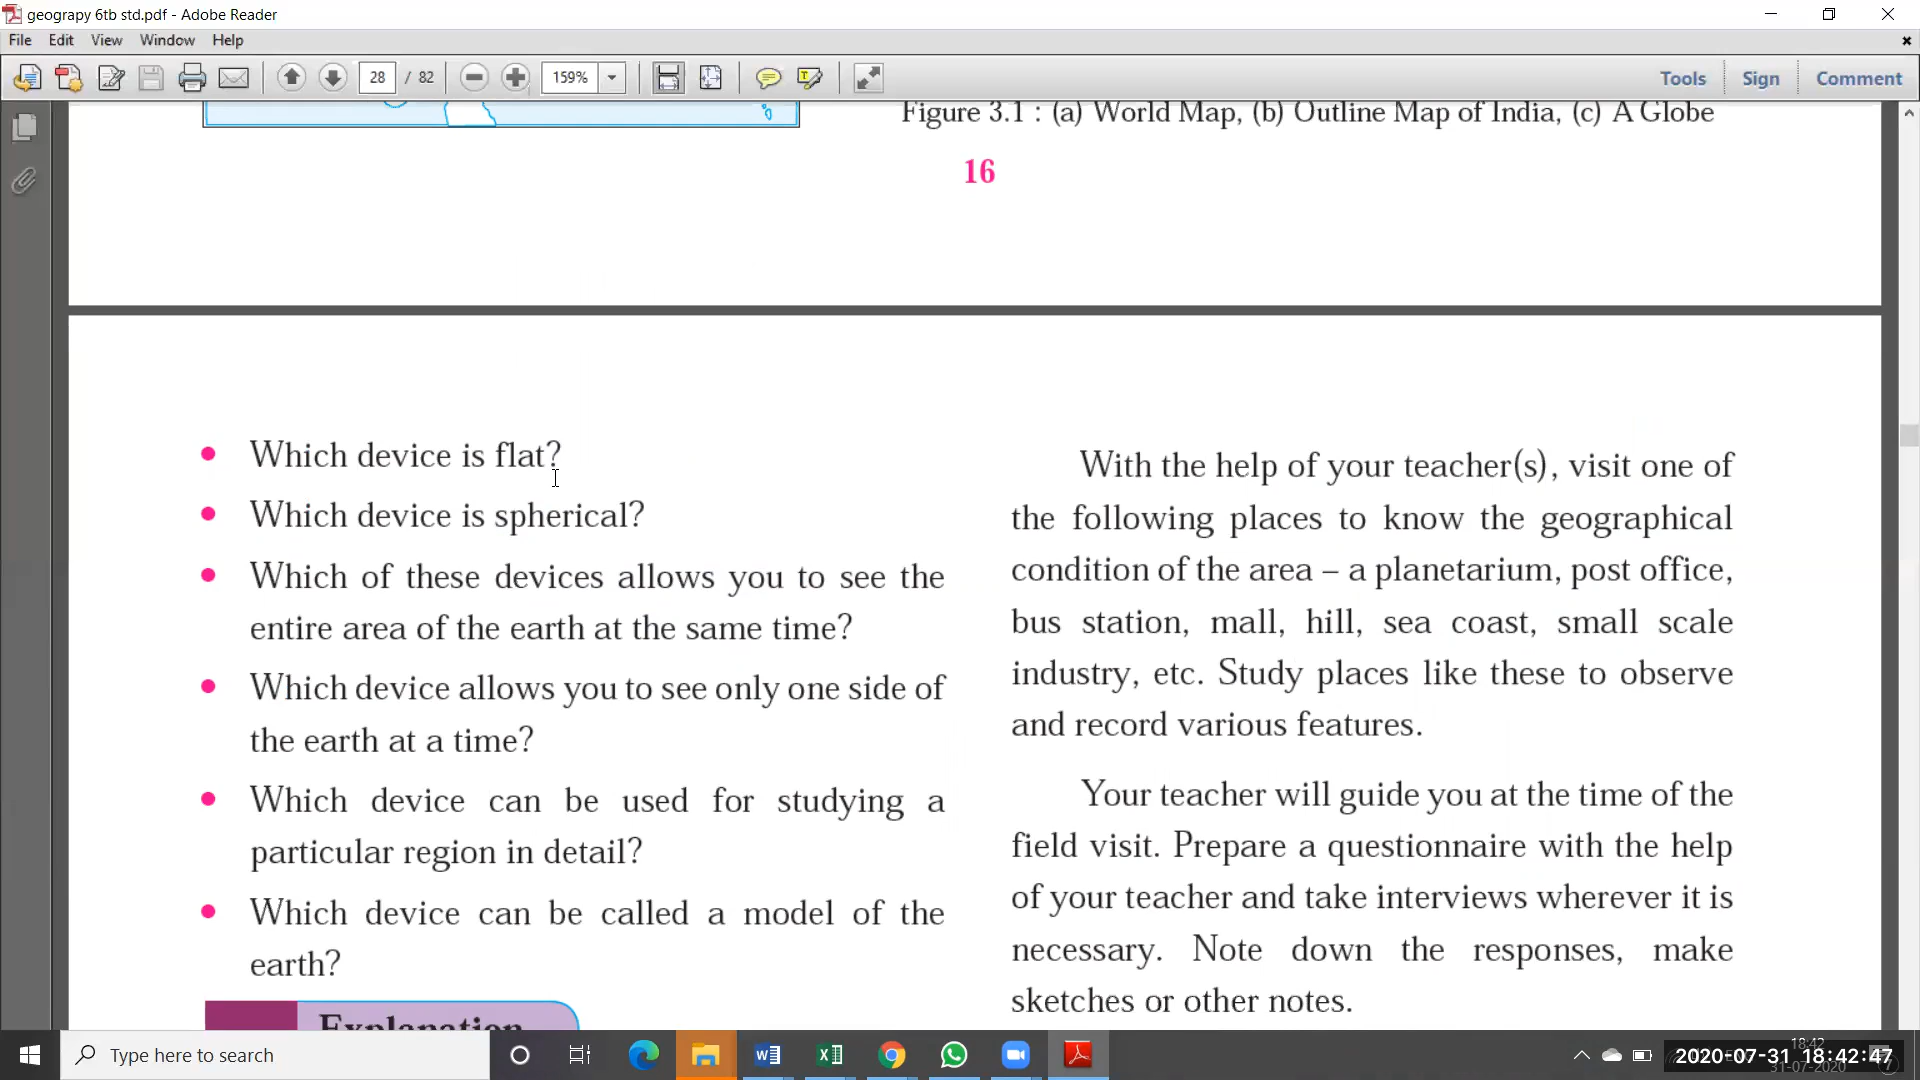 geograpy 6tb std.pdf - Adobe Reader
File Edit View Window Help
28 / 82 159% Tools Sign Comment
Figure 3.1 : (a) World Map, (b) Outline Map of India, (c) A Globe
16
• Which device is flat?
• Which device is spherical?
• Which of these devices allows you to see the
entire area of the earth at the same time?
• Which device allows you to see only one side of
the earth at a time?
• Which device can be used for studying a
particular region in detail?
• Which device can be called a model of the
earth?
Explanation
With the help of your teacher(s), visit one of
the following places to know the geographical
condition of the area – a planetarium, post office,
bus station, mall, hill, sea coast, small scale
industry, etc. Study places like these to observe
and record various features.
Your teacher will guide you at the time of the
field visit. Prepare a questionnaire with the help
of your teacher and take interviews wherever it is
necessary. Note down the responses, make
sketches or other notes.
Type here to search
18:42
2020-07-31 18:42:47
31-07-2020